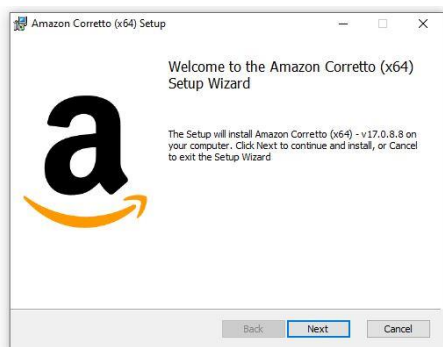 Amazon Corretto (x64) Setup
Welcome to the Amazon Corretto (x64)
Setup Wizard
The Setup will install Amazon Corretto (x64) - v17.0.8.8 on
your computer. Click Next to continue and install, or Cancel
to exit the Setup Wizard
a
Back Next Cancel